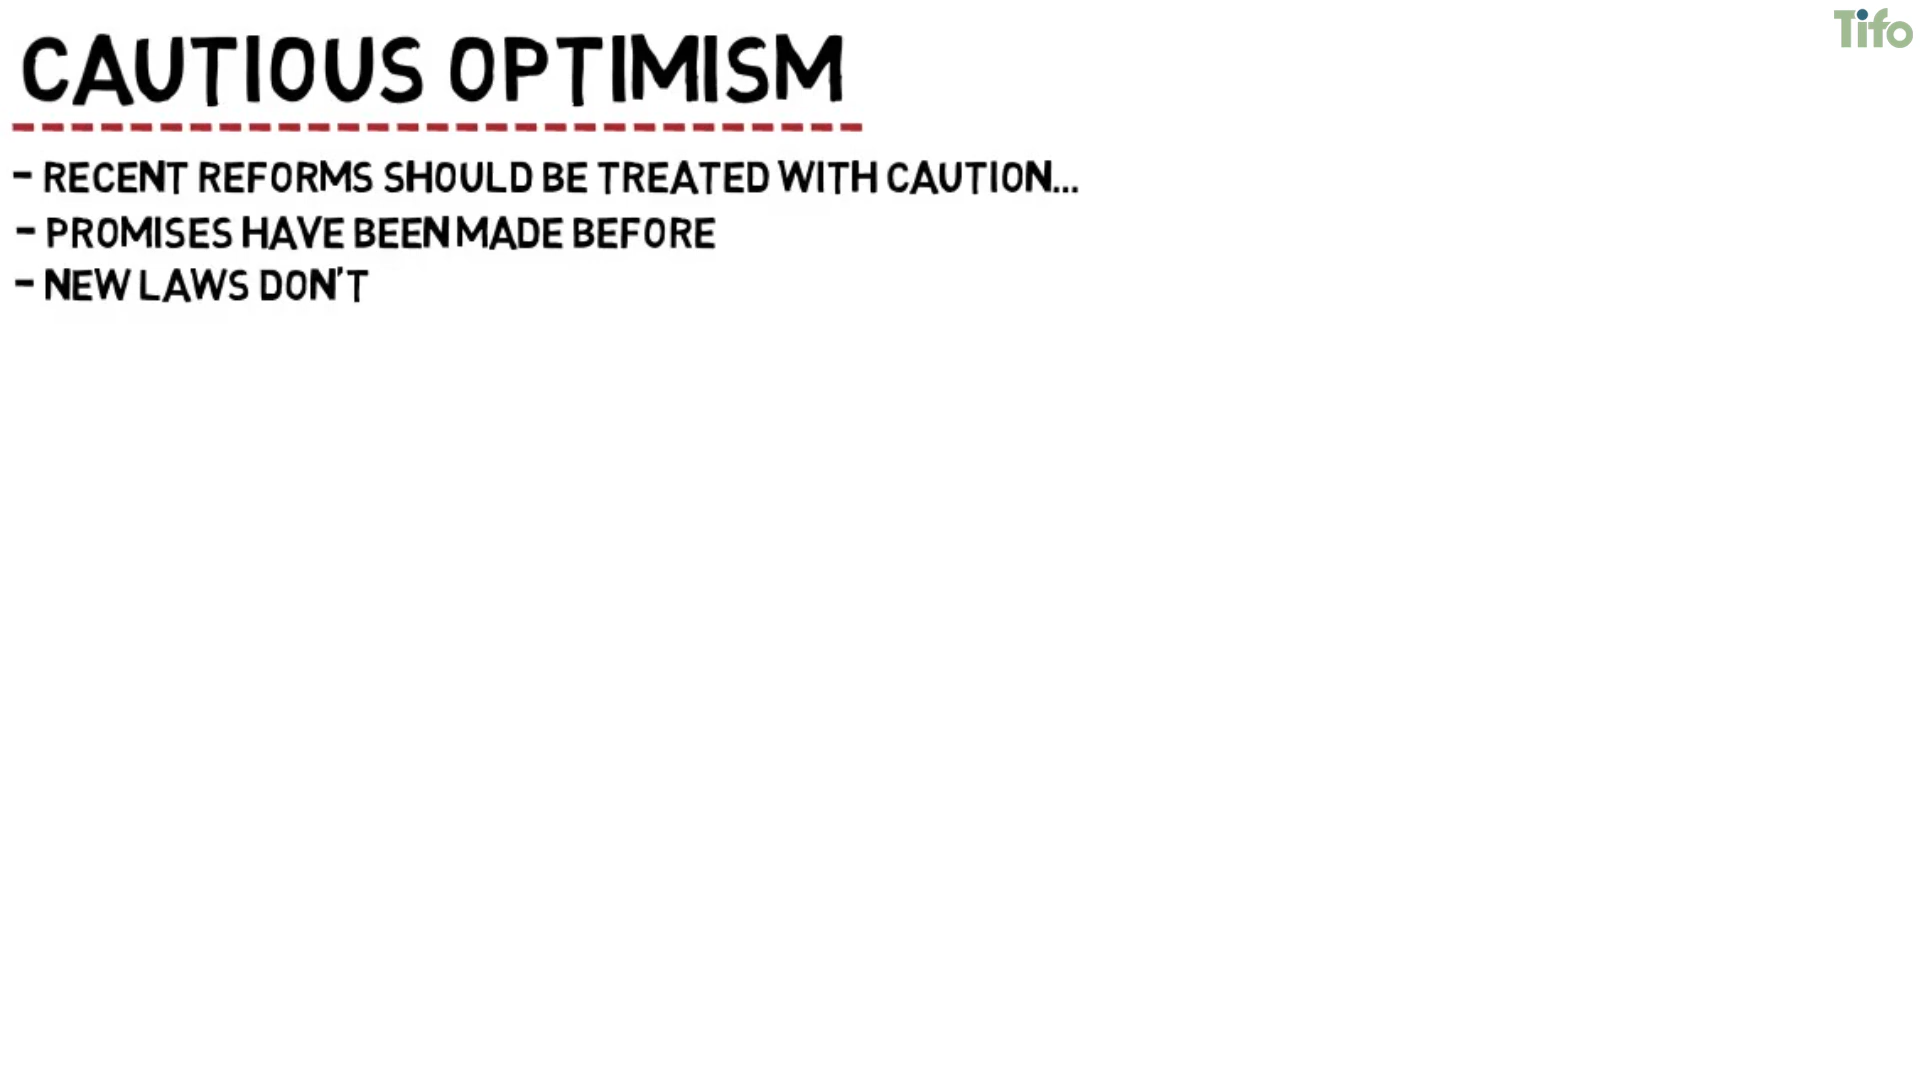 Tifo
CAUTIOUS OPTIMISM
- RECENT REFORMS SHOULD BE TREATED WITH CAUTION...
- PROMISES HAVE BEEN MADE BEFORE
- NEW LAWS DON'T